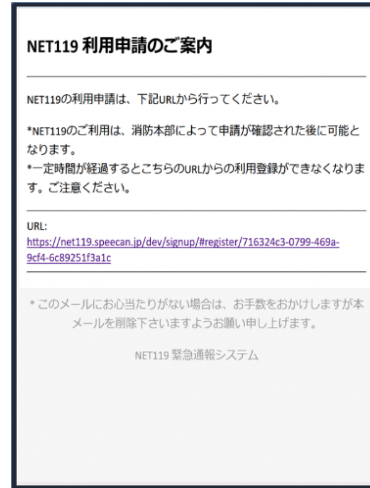 NET119 利用申請のご案内
NET119の利用申請は、下記URLから行ってください。
*NET119のご利用は、消防本部によって申請が確認された後に可能と
なります。
*一定時間が経過するとこちらのURLからの利用登録ができなくなりま
す。ご注意ください。
URL:
https://net119.speecan.jp/dev/signup/#register/716324c3-0799-469a-
9cf4-6c89251f3a1c
* このメールにお心当たりがない場合は、お手数をおかけしますが本
メールを削除下さいますようお願い申し上げます。
NET119 緊急通報システム